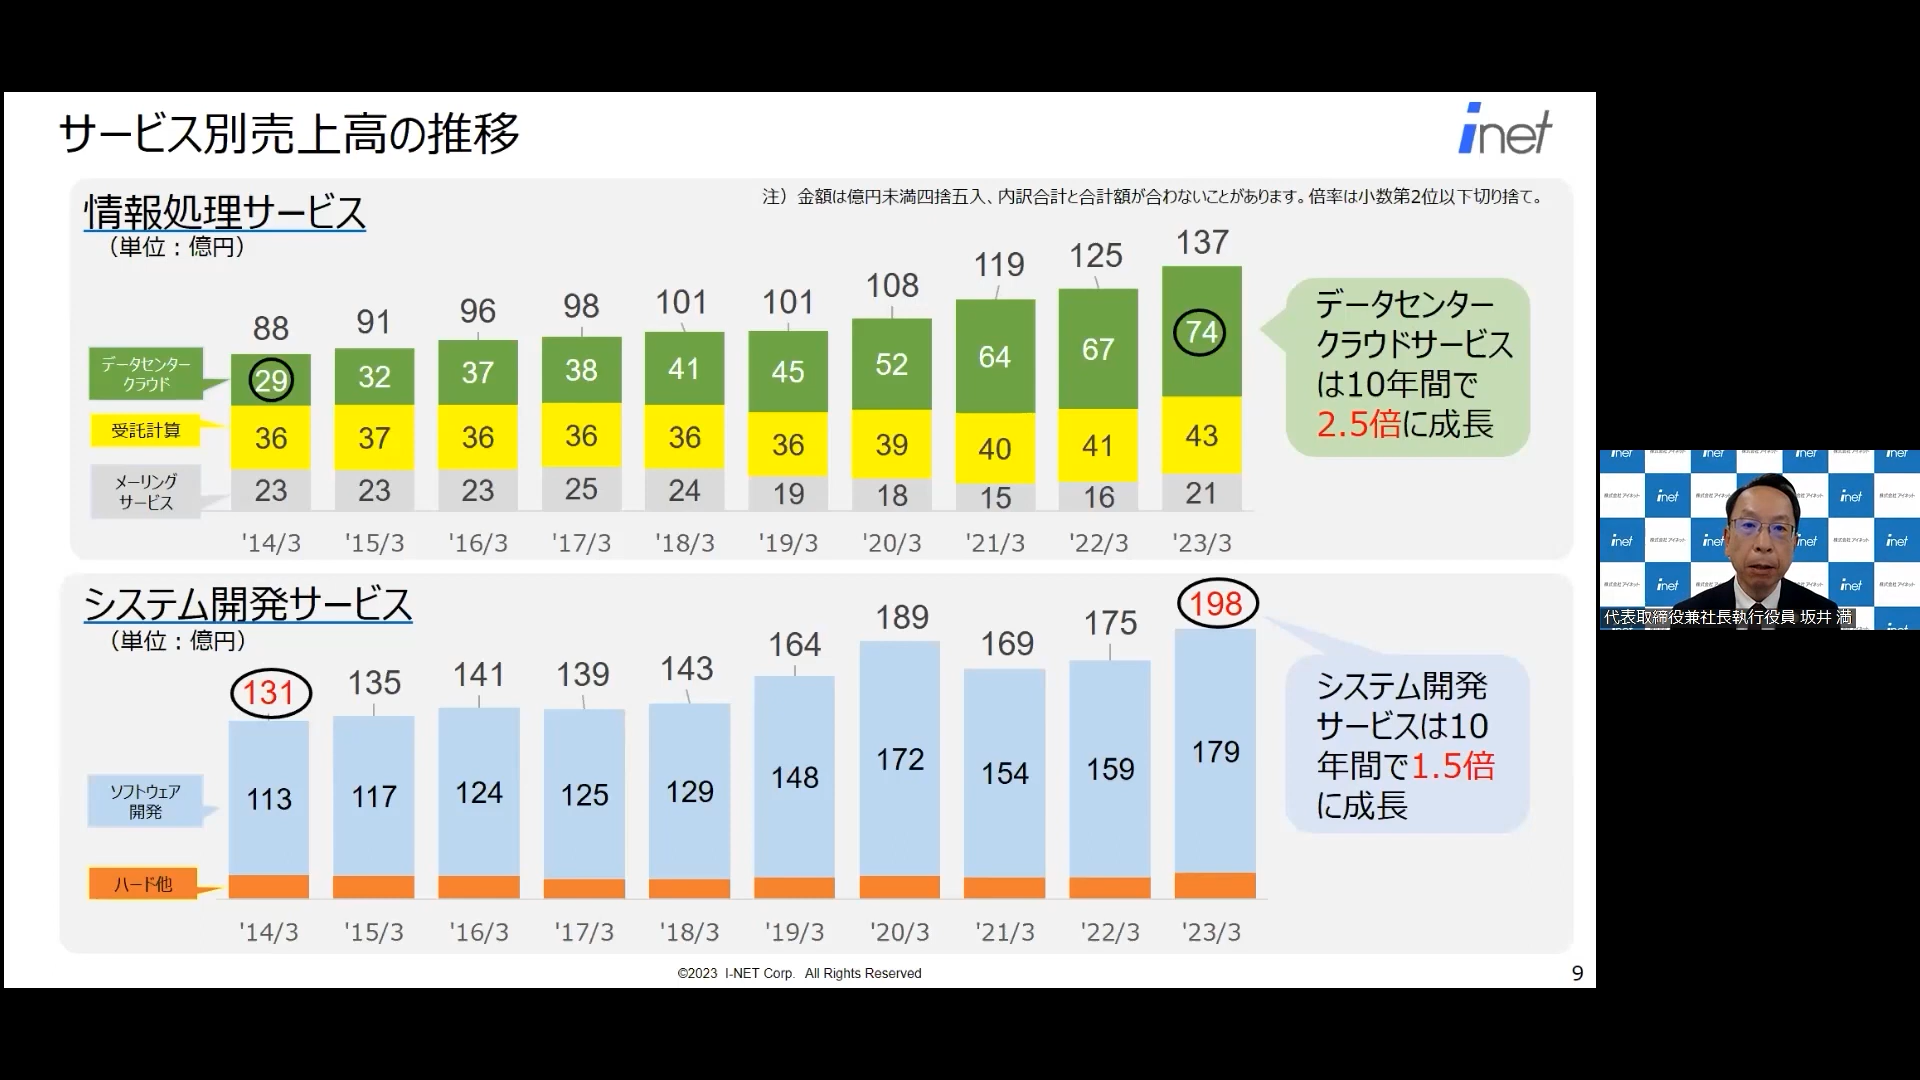 サービス別売上高の推移
inet
情報処理サービス
（単位：億円）
注）金額は億円未満四捨五入、内訳合計と合計額が合わないことがあります。倍率は小数第2位以下切り捨て。
88 91 96 98 101 101 108 119 125 137
データセンター
クラウド
29 32 37 38 41 45 52 64 67 74
受託計算
36 37 36 36 36 36 39 40 41 43
メーリング
サービス
23 23 23 25 24 19 18 15 16 21
'14/3 '15/3 '16/3 '17/3 '18/3 '19/3 '20/3 '21/3 '22/3 '23/3
データセンター
クラウドサービス
は10年間で
2.5倍に成長
システム開発サービス
（単位：億円）
131 135 141 139 143 164 189 169 175 198
ソフトウェア
開発
113 117 124 125 129 148 172 154 159 179
ハード他
'14/3 '15/3 '16/3 '17/3 '18/3 '19/3 '20/3 '21/3 '22/3 '23/3
システム開発
サービスは10
年間で1.5倍
に成長
©2023 I-NET Corp. All Rights Reserved
9
inet 株式会社アイネット
代表取締役兼社長執行役員 坂井 満